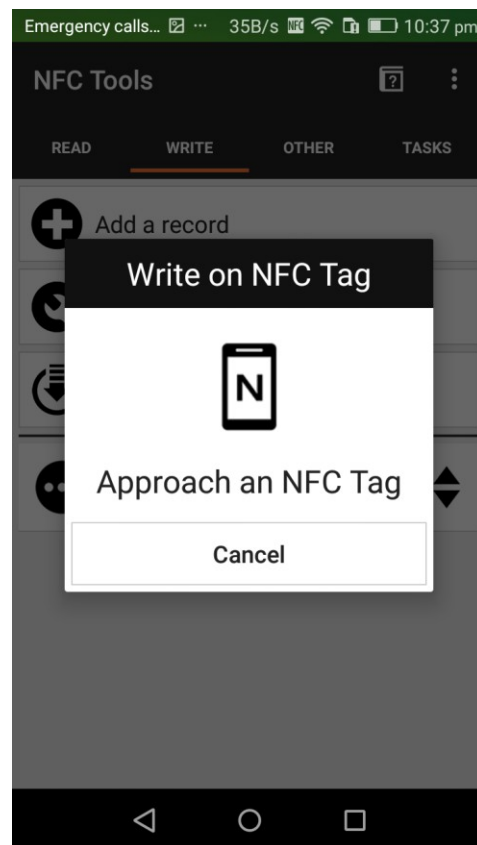 Emergency calls... ··· 35B/s NFC 10:37 pm
NFC Tools
READ WRITE OTHER TASKS
Add a record
Write on NFC Tag
N
Approach an NFC Tag
Cancel